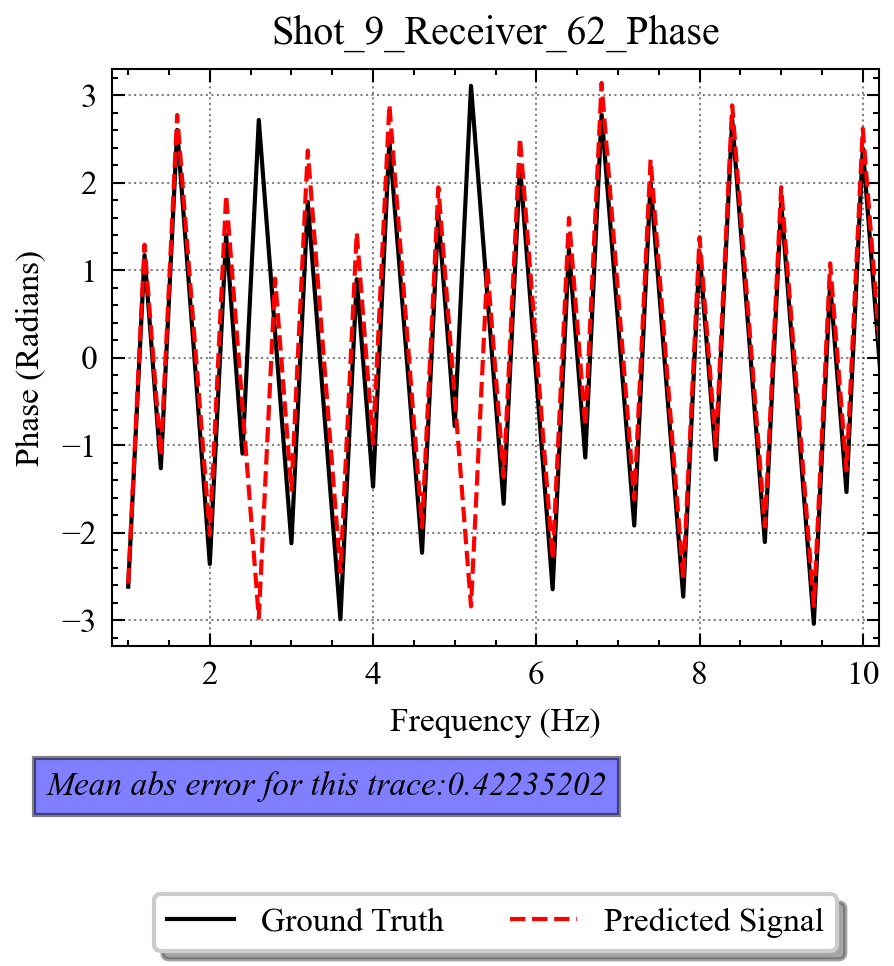 Shot_9_Receiver_62_Phase
Phase (Radians)
3
2
1
0
−1
−2
−3
2 4 6 8 10
Frequency (Hz)
Mean abs error for this trace:0.42235202
Ground Truth Predicted Signal